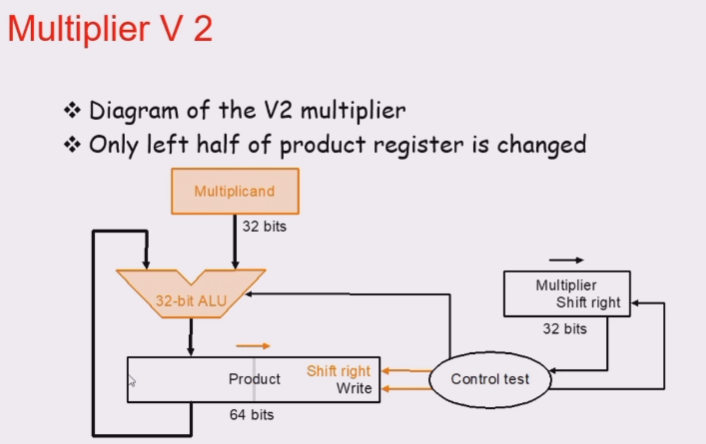 Multiplier V 2
❖ Diagram of the V2 multiplier
❖ Only left half of product register is changed
Multiplicand
32 bits
32-bit ALU
Multiplier
Shift right
32 bits
Product
Shift right
Write
Control test
64 bits